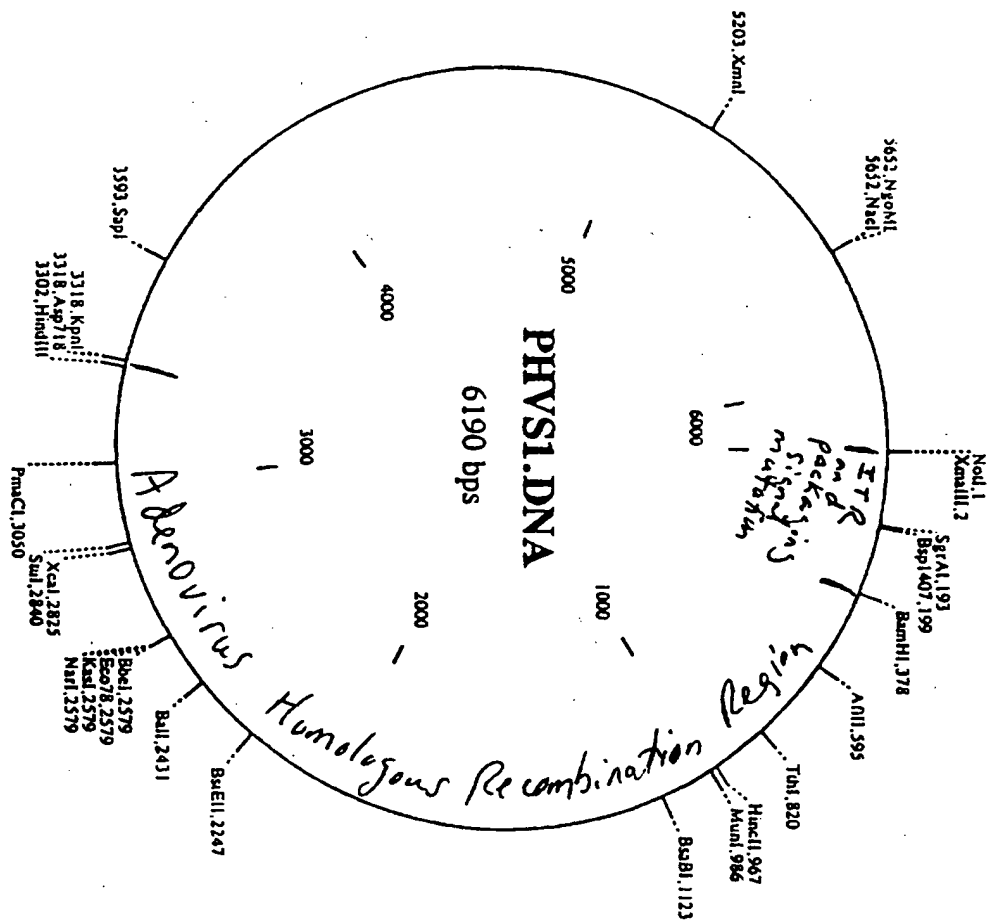 PHVS1.DNA
6190 bps
NotI,1
XmaIII,2
SgrAI,193
Bsp1407,199
BamHI,378
AflII,595
TthI,820
HincII,967
MunI,986
BsaBI,1123
BstEII,2247
BalI,2431
BbeI,2579
Eco78,2579
KasI,2579
NarI,2579
XcaI,2825
SwaI,2840
PmaCI,3050
3318,KpnI
3318,Asp718
3302,HindIII
3593,SapI
5203,XmnI
5652,NgoMI
5652,NaeI
1000
2000
3000
4000
5000
6000
ITR
and
packaging
signaling
mutation
Adenovirus Homologous Recombination Region